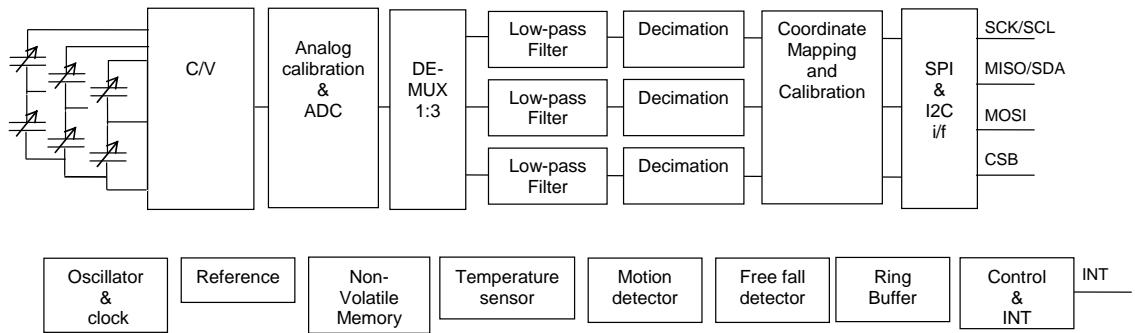 C/V
Analog
calibration
&
ADC
DE-
MUX
1:3
Low-pass
Filter
Decimation
Low-pass
Filter
Decimation
Low-pass
Filter
Decimation
Coordinate
Mapping
and
Calibration
SPI
&
I2C
i/f
SCK/SCL
MISO/SDA
MOSI
CSB
Oscillator
&
clock
Reference
Non-
Volatile
Memory
Temperature
sensor
Motion
detector
Free fall
detector
Ring
Buffer
Control
&
INT
INT